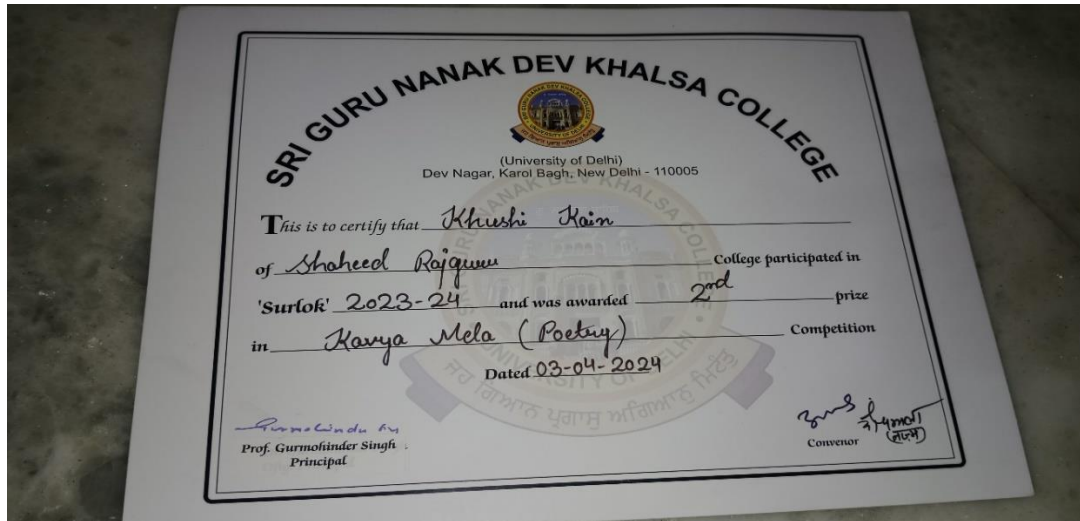 SRI GURU NANAK DEV KHALSA COLLEGE
(University of Delhi)
Dev Nagar, Karol Bagh, New Delhi - 110005
This is to certify that Khushi Kain
of Shaheed Rajguru College participated in
'Surlok' 2023-24 and was awarded 2nd prize
in Kavya Mela (Poetry) Competition
Dated 03-04-2024
Prof. Gurmohinder Singh
Principal
Convenor